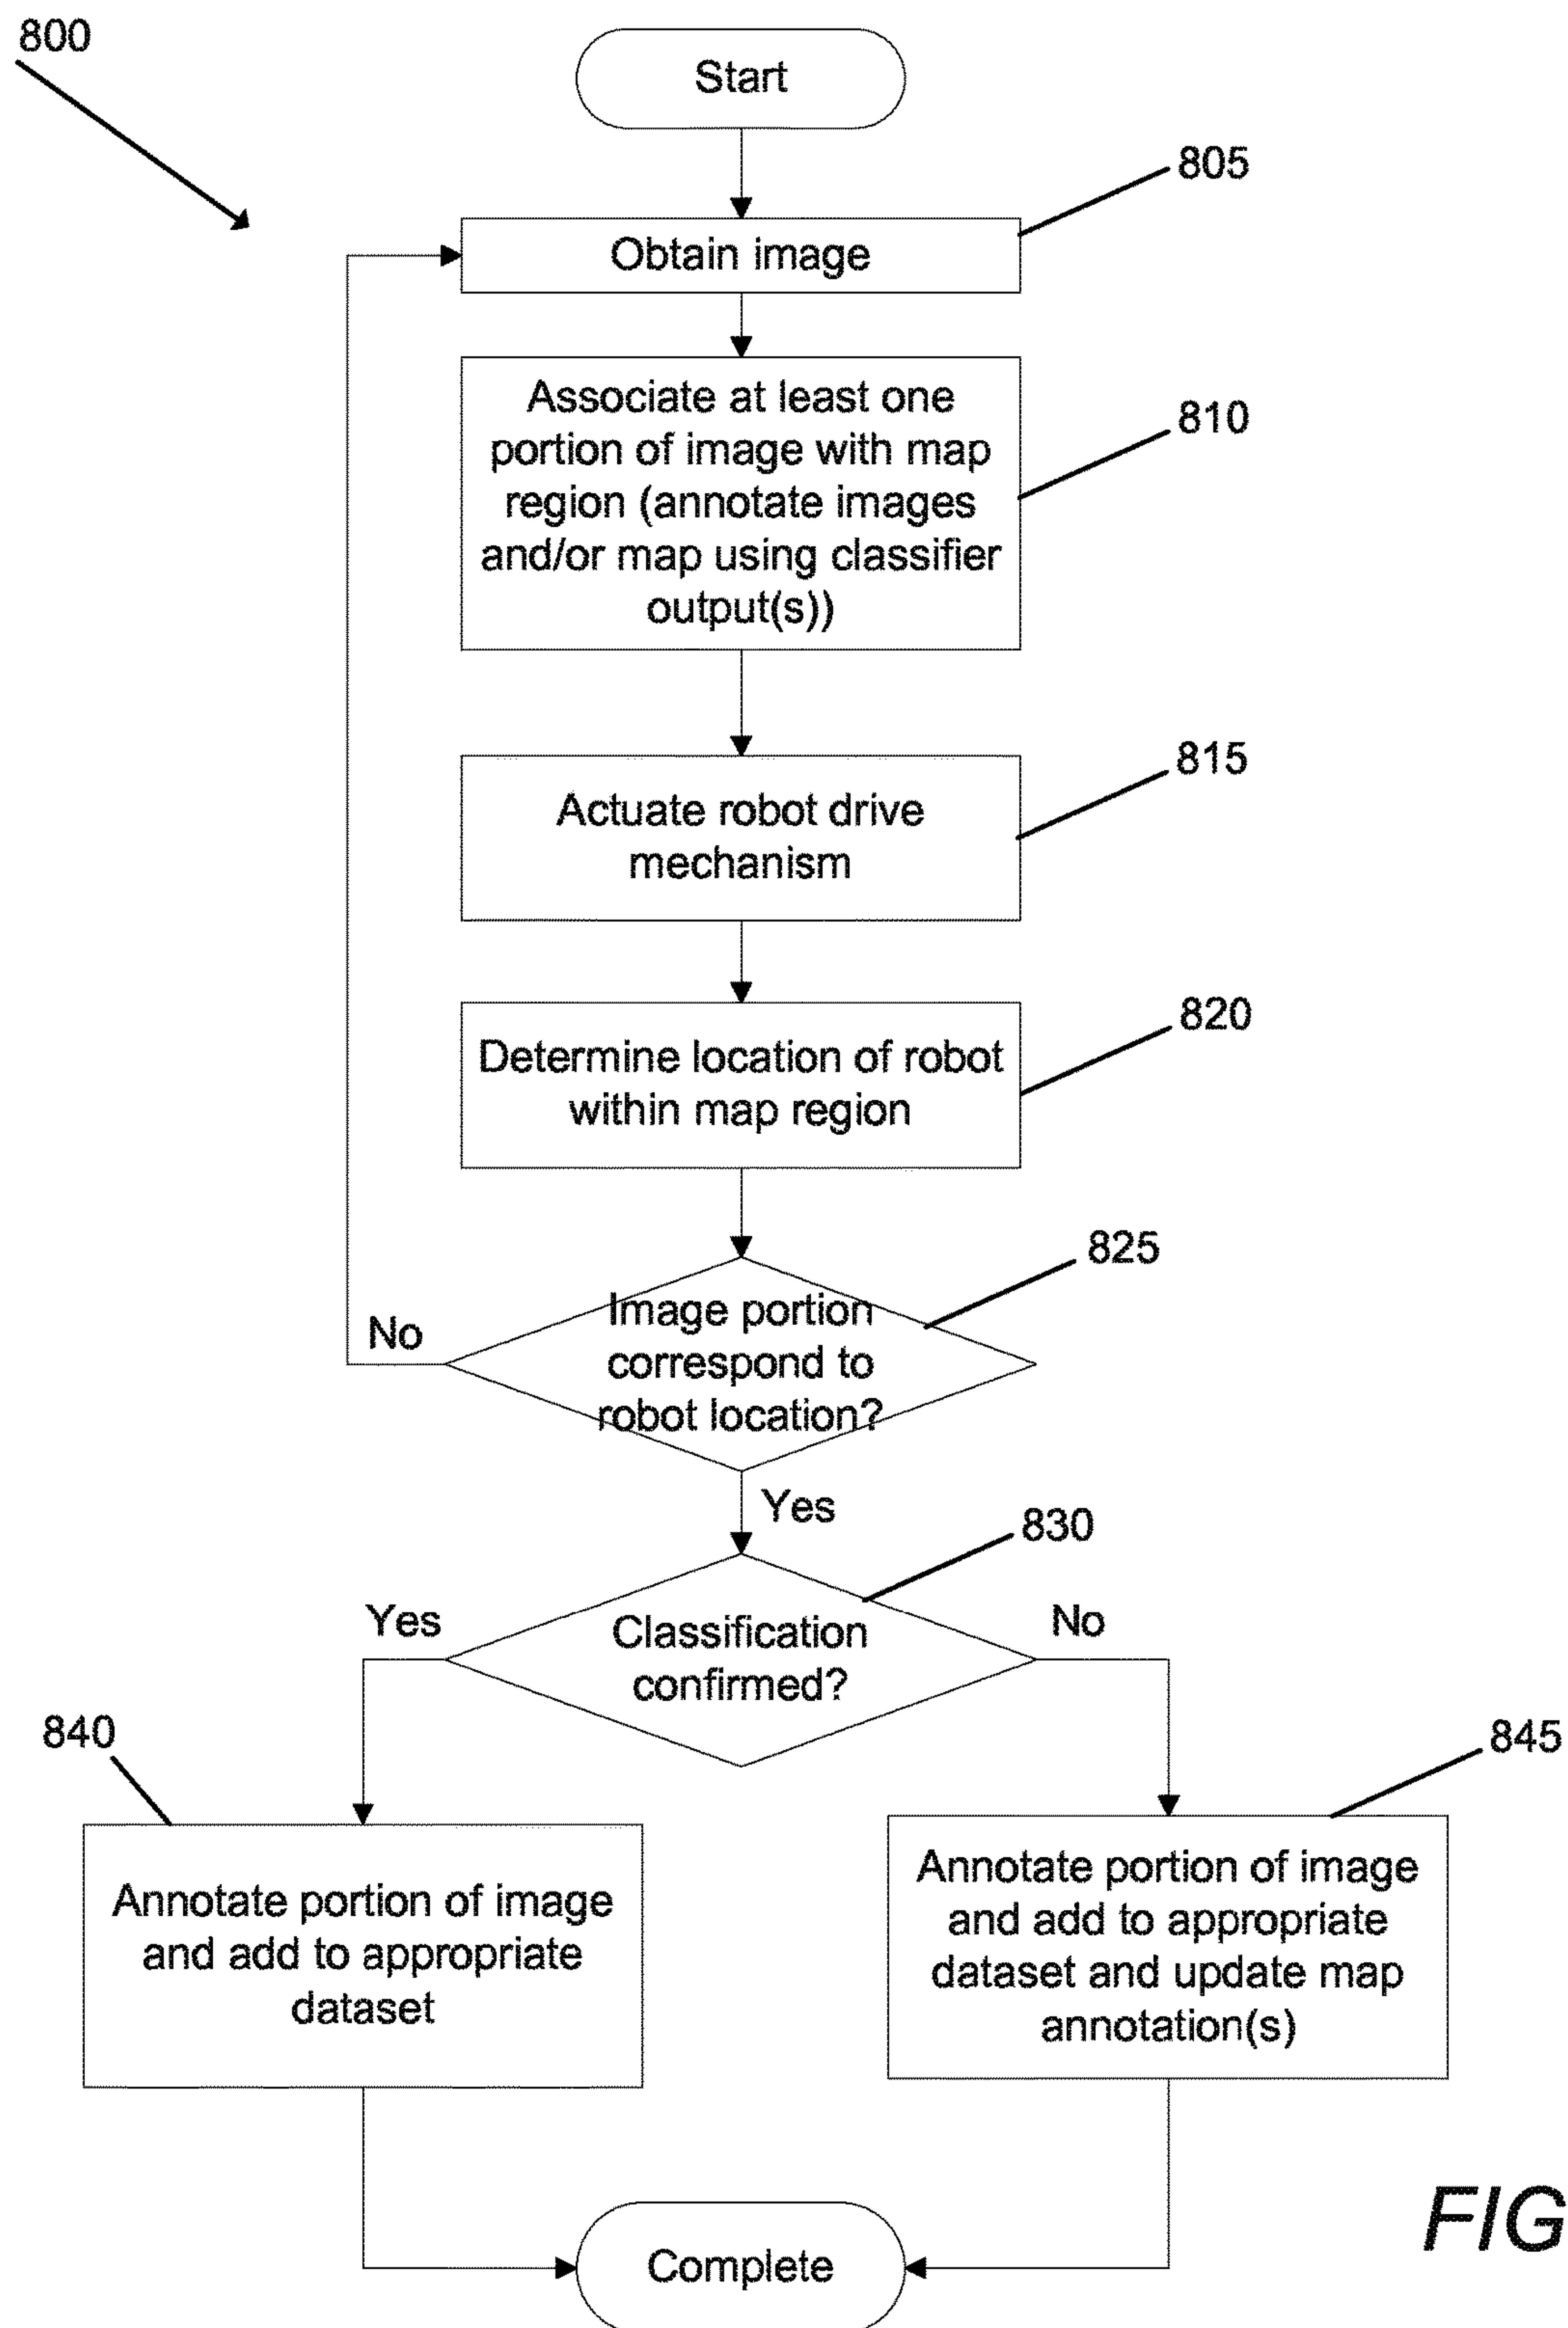 800
Start
805
Obtain image
Associate at least one
portion of image with map
region (annotate images
and/or map using classifier
output(s))
810
Actuate robot drive
mechanism
815
Determine location of robot
within map region
820
825
Image portion
correspond to
robot location?
No
Yes
830
Classification
confirmed?
Yes
No
840
845
Annotate portion of image
and add to appropriate
dataset
Annotate portion of image
and add to appropriate
dataset and update map
annotation(s)
Complete
FIG